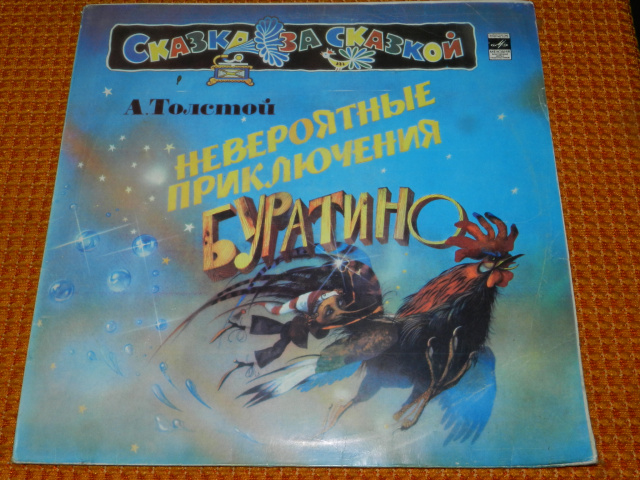 СКАЗКА ЗА СКАЗКОЙ
А. Толстой
НЕВЕРОЯТНЫЕ
ПРИКЛЮЧЕНИЯ
БУРАТИНО